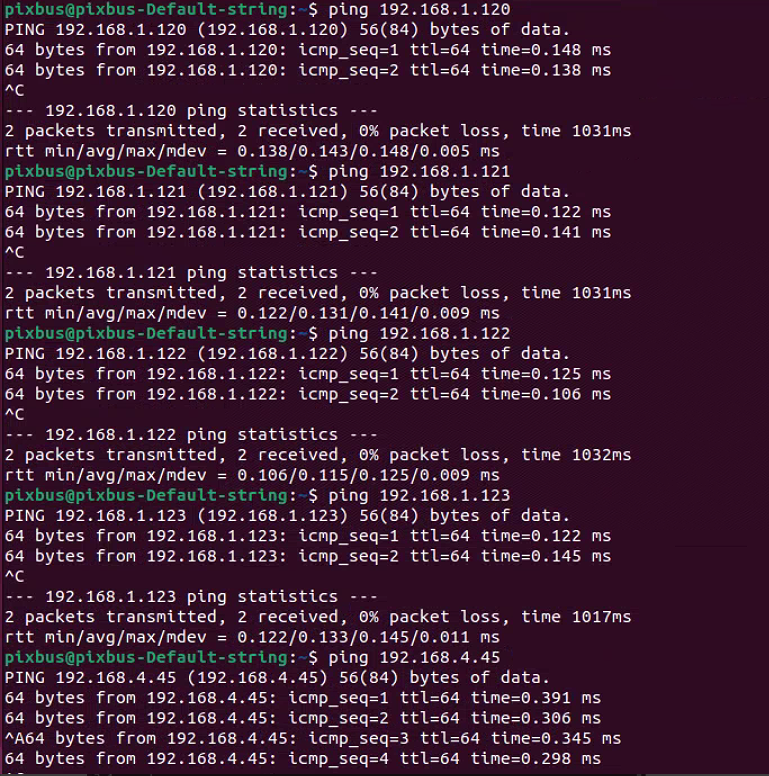 pixbus@pixbus-Default-string:~$ ping 192.168.1.120
PING 192.168.1.120 (192.168.1.120) 56(84) bytes of data.
64 bytes from 192.168.1.120: icmp_seq=1 ttl=64 time=0.148 ms
64 bytes from 192.168.1.120: icmp_seq=2 ttl=64 time=0.138 ms
^C
--- 192.168.1.120 ping statistics ---
2 packets transmitted, 2 received, 0% packet loss, time 1031ms
rtt min/avg/max/mdev = 0.138/0.143/0.148/0.005 ms
pixbus@pixbus-Default-string:~$ ping 192.168.1.121
PING 192.168.1.121 (192.168.1.121) 56(84) bytes of data.
64 bytes from 192.168.1.121: icmp_seq=1 ttl=64 time=0.122 ms
64 bytes from 192.168.1.121: icmp_seq=2 ttl=64 time=0.141 ms
^C
--- 192.168.1.121 ping statistics ---
2 packets transmitted, 2 received, 0% packet loss, time 1031ms
rtt min/avg/max/mdev = 0.122/0.131/0.141/0.009 ms
pixbus@pixbus-Default-string:~$ ping 192.168.1.122
PING 192.168.1.122 (192.168.1.122) 56(84) bytes of data.
64 bytes from 192.168.1.122: icmp_seq=1 ttl=64 time=0.125 ms
64 bytes from 192.168.1.122: icmp_seq=2 ttl=64 time=0.106 ms
^C
--- 192.168.1.122 ping statistics ---
2 packets transmitted, 2 received, 0% packet loss, time 1032ms
rtt min/avg/max/mdev = 0.106/0.115/0.125/0.009 ms
pixbus@pixbus-Default-string:~$ ping 192.168.1.123
PING 192.168.1.123 (192.168.1.123) 56(84) bytes of data.
64 bytes from 192.168.1.123: icmp_seq=1 ttl=64 time=0.122 ms
64 bytes from 192.168.1.123: icmp_seq=2 ttl=64 time=0.145 ms
^C
--- 192.168.1.123 ping statistics ---
2 packets transmitted, 2 received, 0% packet loss, time 1017ms
rtt min/avg/max/mdev = 0.122/0.133/0.145/0.011 ms
pixbus@pixbus-Default-string:~$ ping 192.168.4.45
PING 192.168.4.45 (192.168.4.45) 56(84) bytes of data.
64 bytes from 192.168.4.45: icmp_seq=1 ttl=64 time=0.391 ms
64 bytes from 192.168.4.45: icmp_seq=2 ttl=64 time=0.306 ms
^A64 bytes from 192.168.4.45: icmp_seq=3 ttl=64 time=0.345 ms
64 bytes from 192.168.4.45: icmp_seq=4 ttl=64 time=0.298 ms